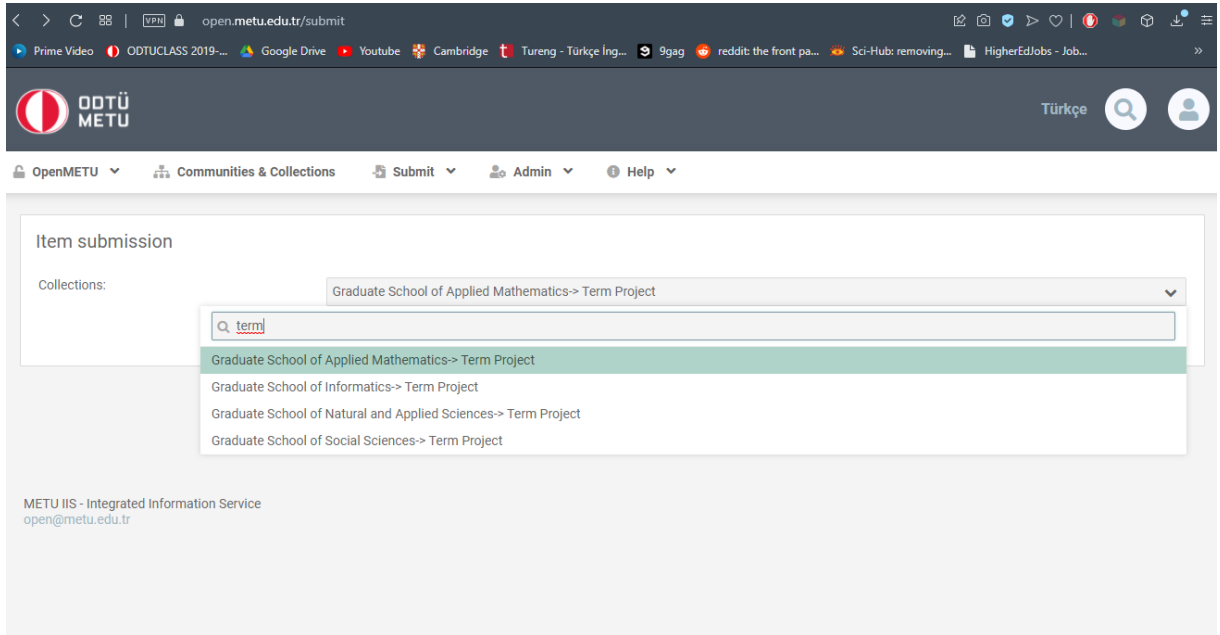 VPN open.metu.edu.tr/submit
Prime Video ODTUCLASS 2019-... Google Drive Youtube Cambridge Tureng - Türkçe İng... 9gag reddit: the front pa... Sci-Hub: removing... HigherEdJobs - Job... »
ODTÜ
METU
Türkçe
OpenMETU Communities & Collections Submit Admin Help
Item submission
Collections:
Graduate School of Applied Mathematics-> Term Project
term
Graduate School of Applied Mathematics-> Term Project
Graduate School of Informatics-> Term Project
Graduate School of Natural and Applied Sciences-> Term Project
Graduate School of Social Sciences-> Term Project
METU IIS - Integrated Information Service
open@metu.edu.tr